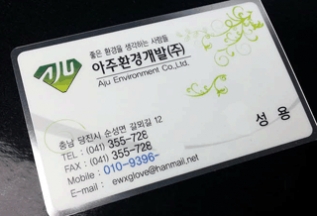 AJU
좋은 환경을 생각하는 사람들
아주환경개발(주)
Aju Environment Co.,Ltd.
성 용
충남 당진시 순성면 갈외길 12
TEL : (041) 355-728
FAX : (041) 355-728
Mobile : 010-9396-
E-mail : ewxglove@hanmail.net